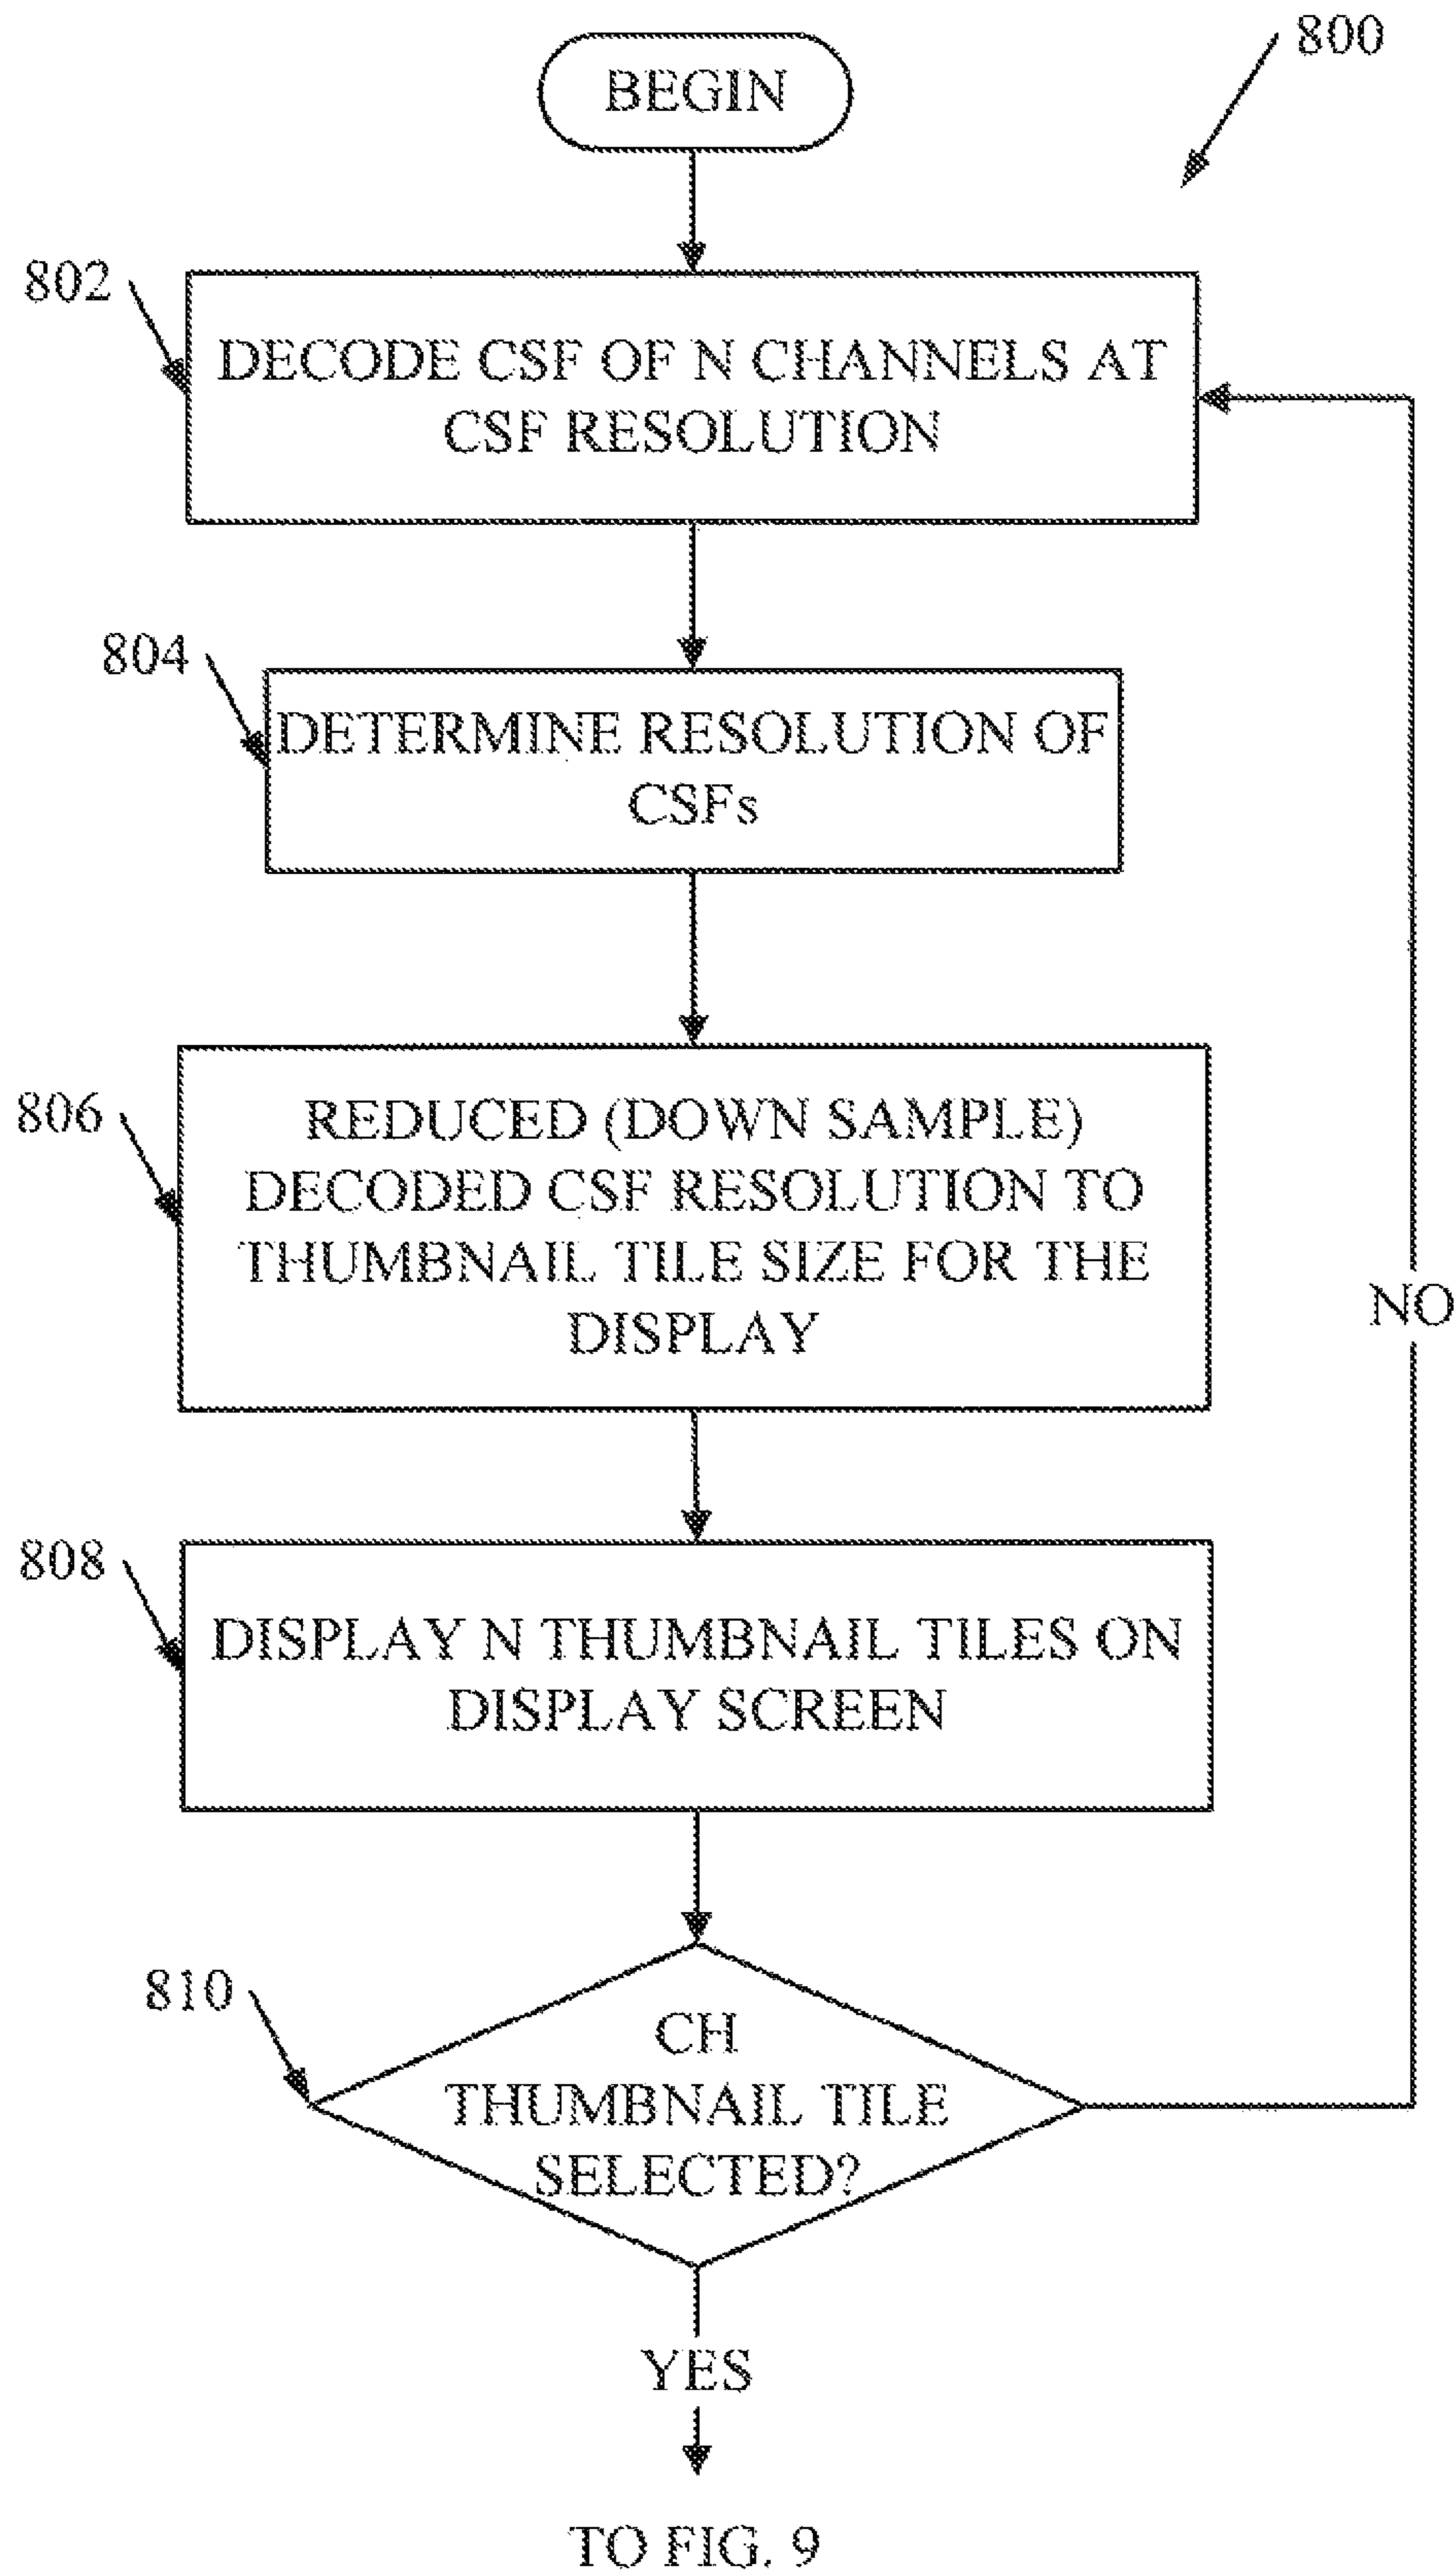 800
BEGIN
802
DECODE CSF OF N CHANNELS AT
CSF RESOLUTION
804
DETERMINE RESOLUTION OF
CSFs
806
REDUCED (DOWN SAMPLE)
DECODED CSF RESOLUTION TO
THUMBNAIL TILE SIZE FOR THE
DISPLAY
NO
808
DISPLAY N THUMBNAIL TILES ON
DISPLAY SCREEN
810
CH
THUMBNAIL TILE
SELECTED?
YES
TO FIG. 9